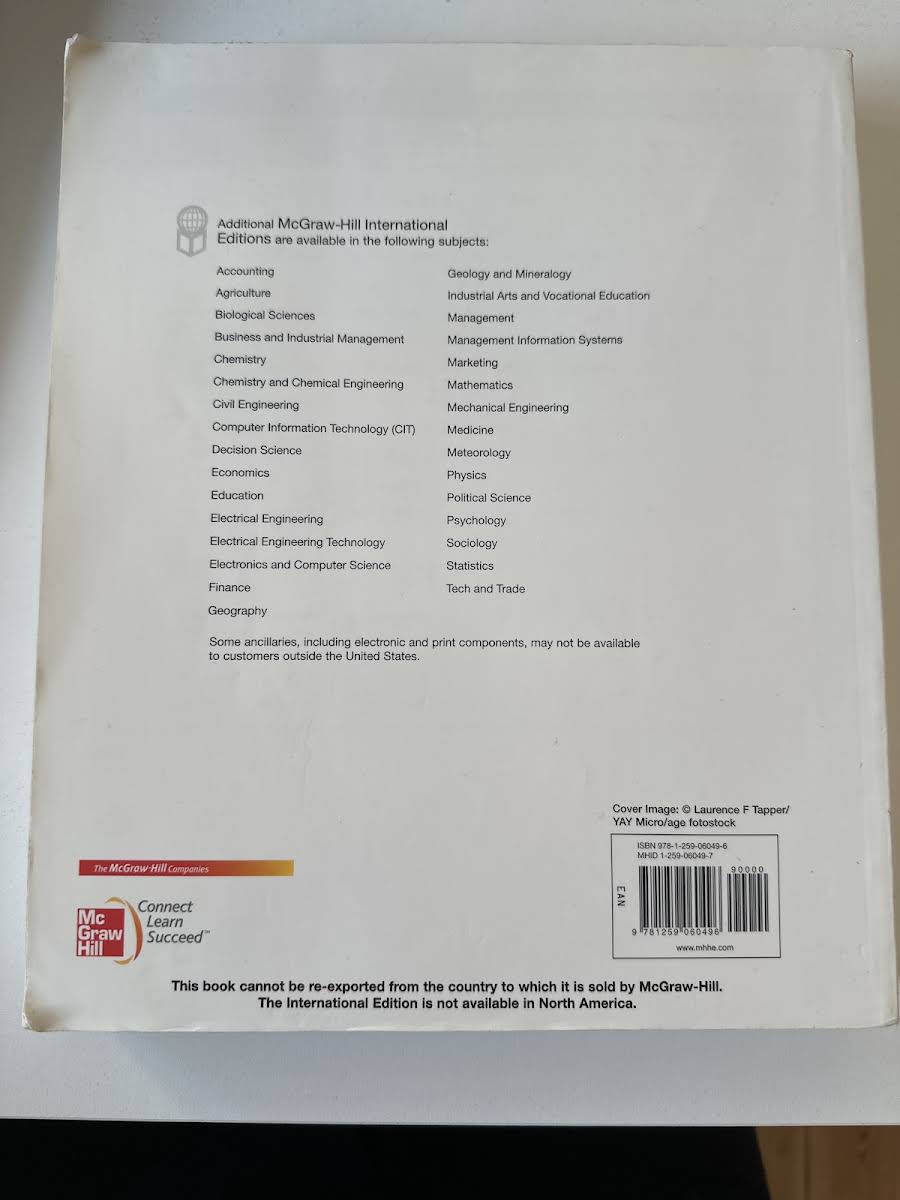 Additional McGraw-Hill International
Editions are available in the following subjects:
Accounting
Agriculture
Biological Sciences
Business and Industrial Management
Chemistry
Chemistry and Chemical Engineering
Civil Engineering
Computer Information Technology (CIT)
Decision Science
Economics
Education
Electrical Engineering
Electrical Engineering Technology
Electronics and Computer Science
Finance
Geography
Geology and Mineralogy
Industrial Arts and Vocational Education
Management
Management Information Systems
Marketing
Mathematics
Mechanical Engineering
Medicine
Meteorology
Physics
Political Science
Psychology
Sociology
Statistics
Tech and Trade
Some ancillaries, including electronic and print components, may not be available
to customers outside the United States.
Cover Image: © Laurence F Tapper/
YAY Micro/age fotostock
ISBN 978-1-259-06049-6
MHID 1-259-06049-7
90000
EAN
9 781259 060496
www.mhhe.com
The McGraw-Hill Companies
Mc
Graw
Hill
Connect
Learn
Succeed™
This book cannot be re-exported from the country to which it is sold by McGraw-Hill.
The International Edition is not available in North America.